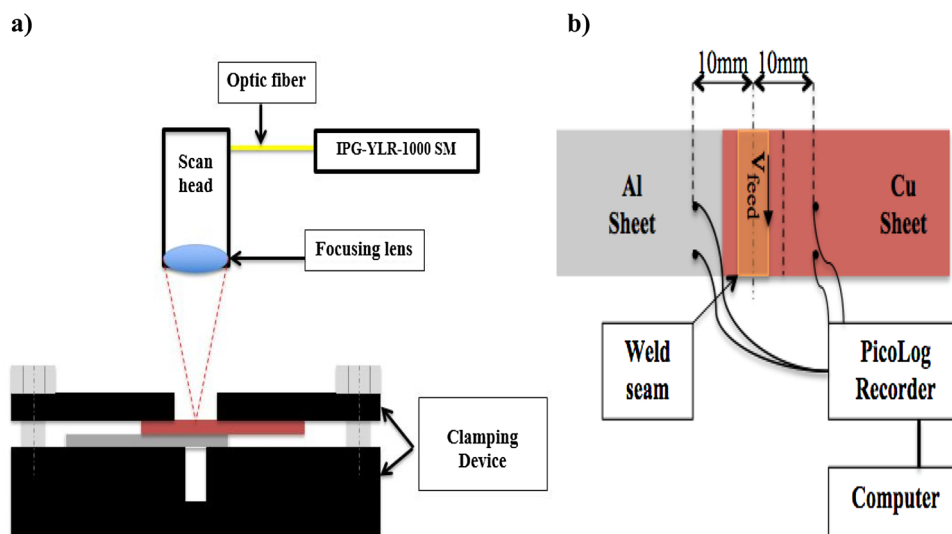 a)
Optic fiber
IPG-YLR-1000 SM
Scan
head
Focusing lens
Clamping
Device
b)
10mm 10mm
Al
Sheet
v feed
Cu
Sheet
Weld
seam
PicoLog
Recorder
Computer